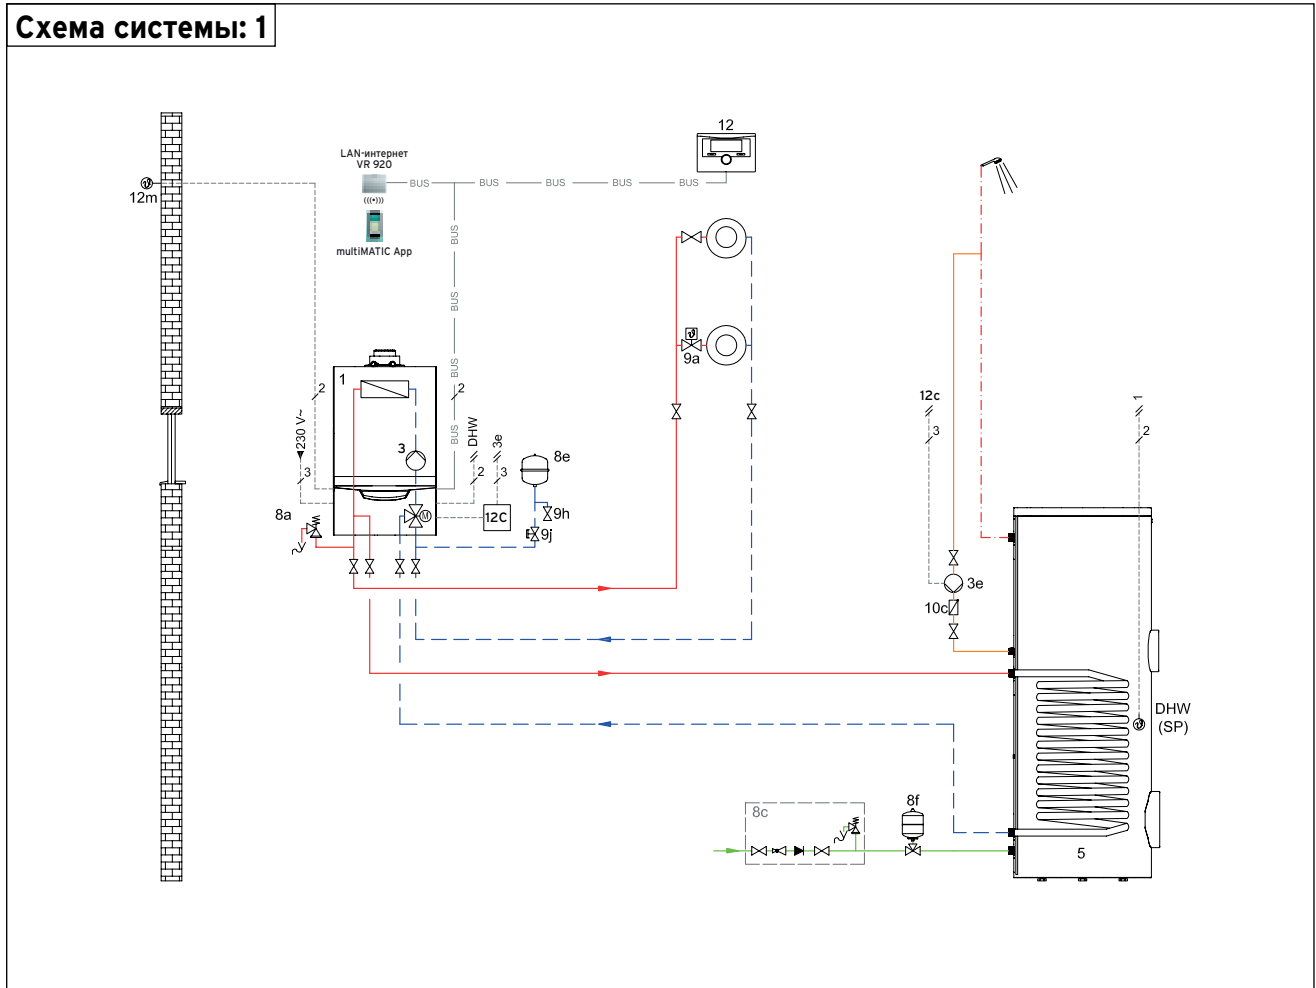 Схема системы: 1
12
LAN-интернет
VR 920
BUS BUS BUS BUS BUS
12m
multiMATIC App
BUS
BUS
BUS
BUS
9a
1
2
2
12c
1
230 V~
DHW
3e
3
3
2
3
3
2
8e
8a
M
12C
9h
9j
3e
10c
DHW
(SP)
8c
8f
5